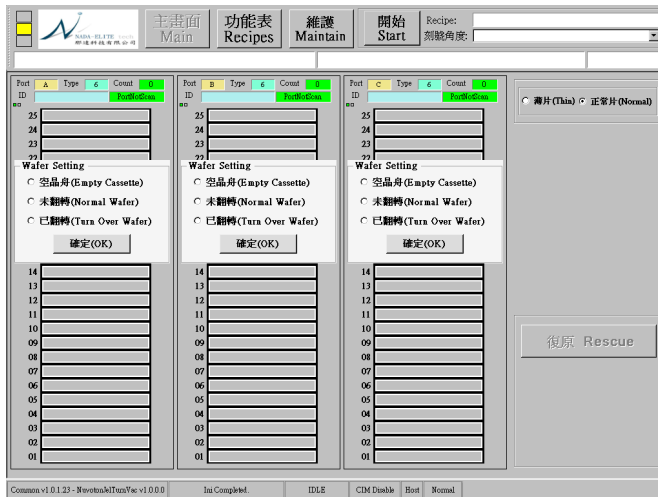 NADA-ELITE TECH
那達科技有限公司
主畫面
Main
功能表
Recipes
維護
Maintain
開始
Start
Recipe:
刻號角度:
Port A Type 6 Count 0
ID PortNotScan
Port B Type 6 Count 0
ID PortNotScan
Port C Type 6 Count 0
ID PortNotScan
薄片(Thin) 正常片(Normal)
25 25 25
24 24 24
23 23 23
22 22 22
Wafer Setting
空晶舟(Empty Cassette)
未翻轉(Normal Wafer)
已翻轉(Turn Over Wafer)
確定(OK)
Wafer Setting
空晶舟(Empty Cassette)
未翻轉(Normal Wafer)
已翻轉(Turn Over Wafer)
確定(OK)
Wafer Setting
空晶舟(Empty Cassette)
未翻轉(Normal Wafer)
已翻轉(Turn Over Wafer)
確定(OK)
14 14 14
13 13 13
12 12 12
11 11 11
10 10 10
09 09 09
08 08 08
07 07 07
06 06 06
05 05 05
04 04 04
03 03 03
02 02 02
01 01 01
復原 Rescue
Common v1.0.1.23 - NuvotonJelTurnVac v1.0.0.0 Ini Completed. IDLE CIM Disable Host Normal